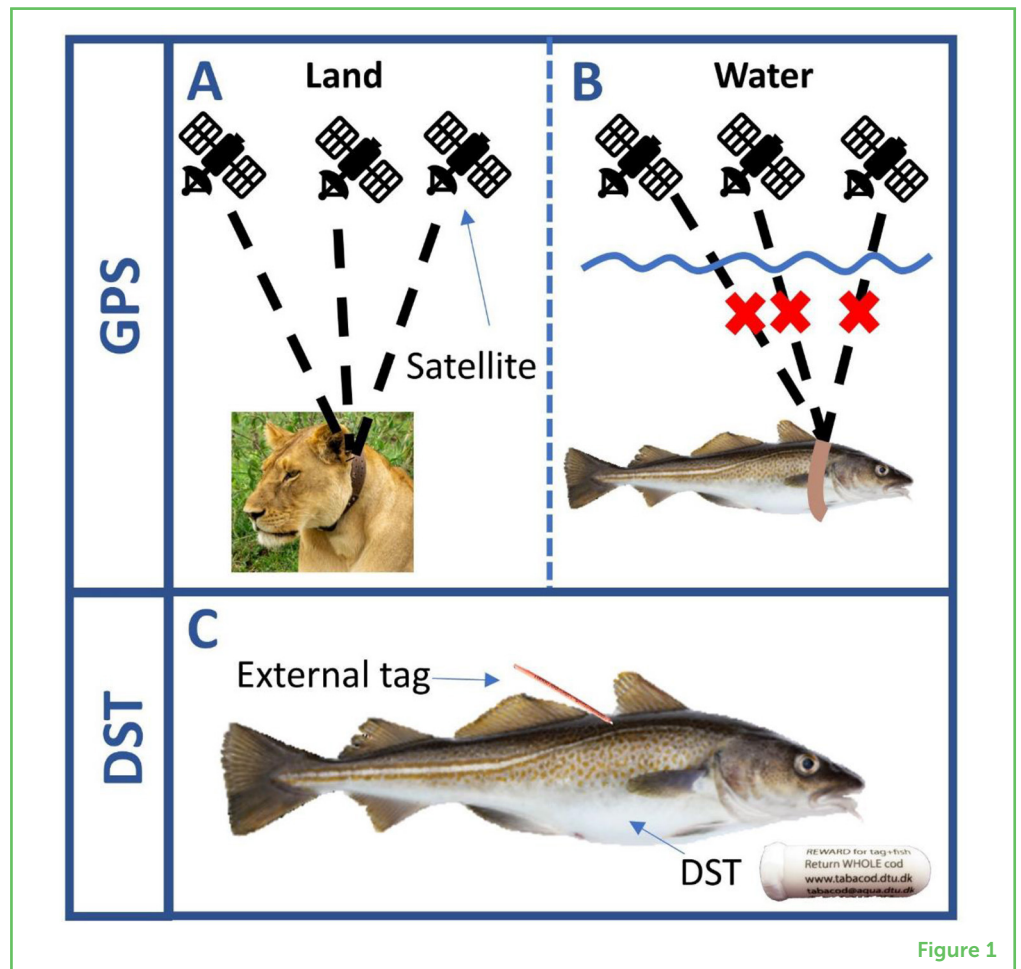 GPS
A
Land
Satellite
B
Water
DST
C
External tag
DST
REWARD for tag+fish
Return WHOLE cod
www.tabacod.dtu.dk
tabacod@aqua.dtu.dk
Figure 1